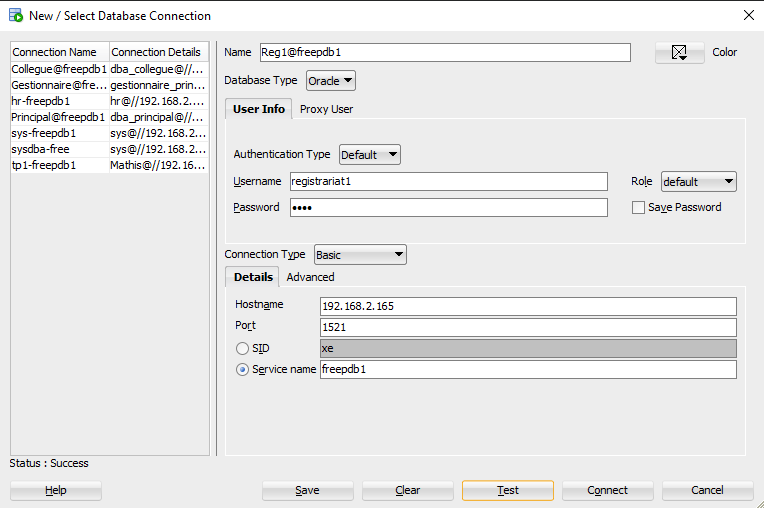 New / Select Database Connection
Connection Name Connection Details
Collegue@freepdb1 dba_collegue@//...
Gestionnaire@fre... gestionnaire_prin...
hr-freepdb1 hr@//192.168.2....
Principal@freepdb1 dba_principal@//...
sys-freepdb1 sys@//192.168.2...
sysdba-free sys@//192.168.2...
tp1-freepdb1 Mathis@//192.16...
Name Reg1@freepdb1 Color
Database Type Oracle
User Info Proxy User
Authentication Type Default
Username registrariat1 Role default
Password •••• Save Password
Connection Type Basic
Details Advanced
Hostname 192.168.2.165
Port 1521
SID xe
Service name freepdb1
Status : Success
Help Save Clear Test Connect Cancel